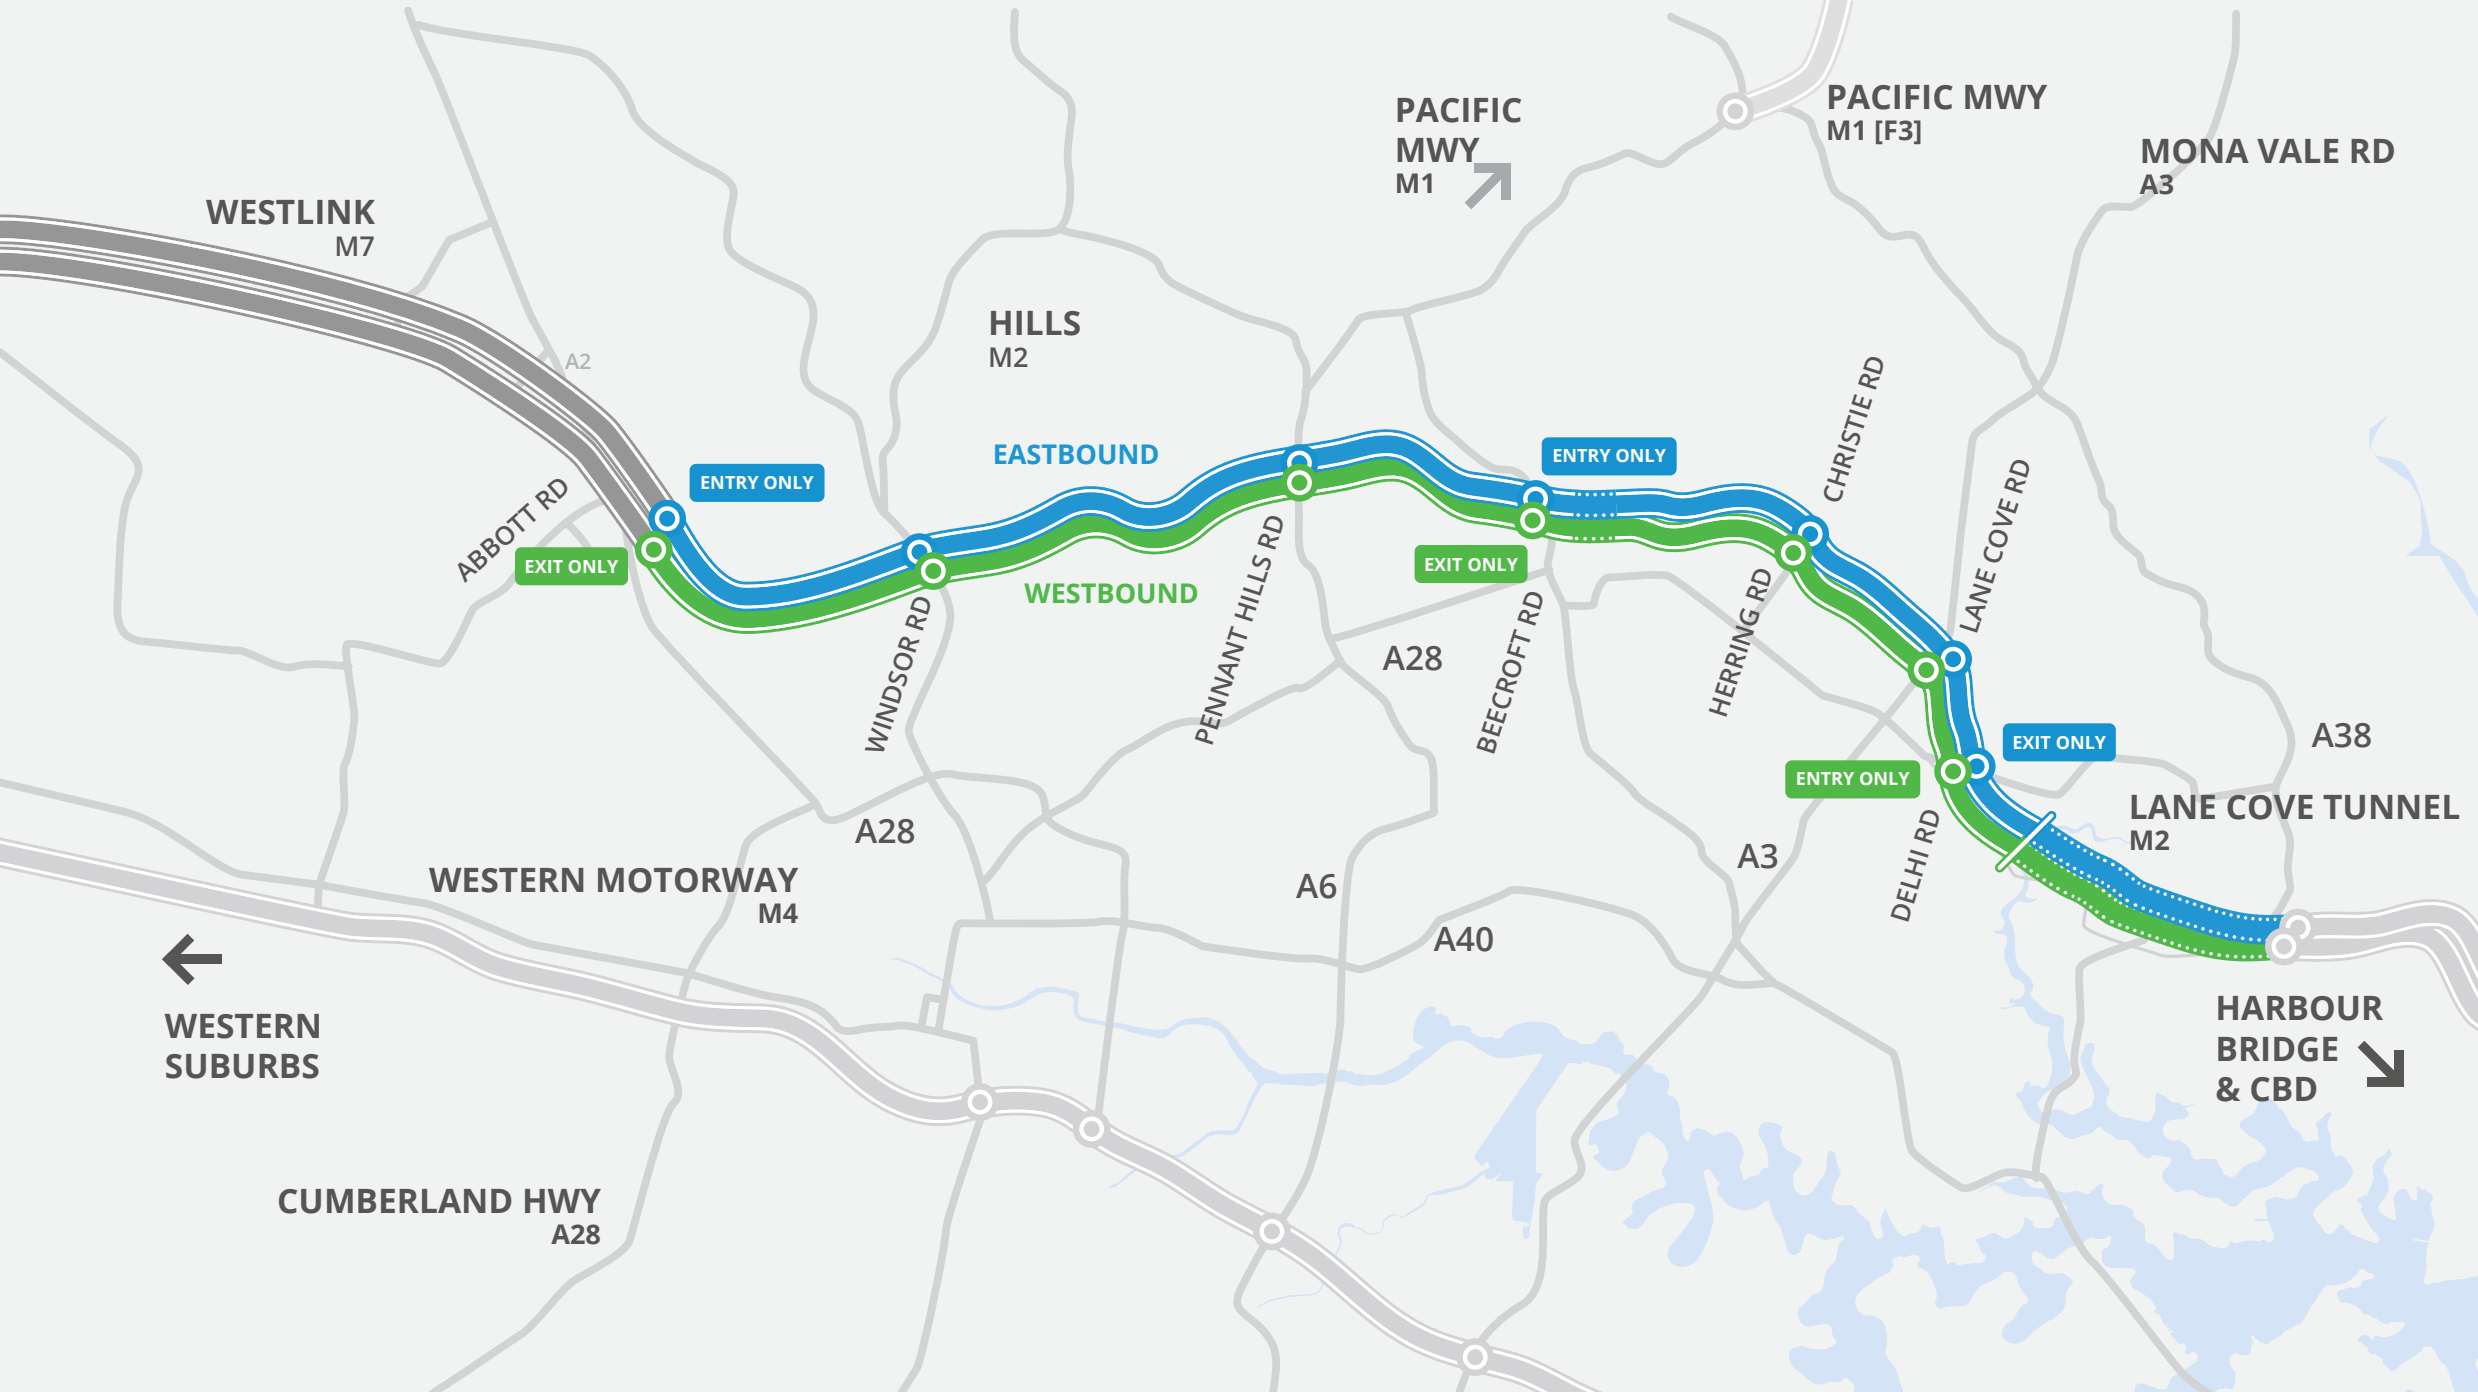 PACIFIC
MWY
M1
PACIFIC MWY
M1 [F3]
MONA VALE RD
A3
WESTLINK
M7
HILLS
M2
A2
CHRISTIE RD
EASTBOUND
ENTRY ONLY
ENTRY ONLY
ABBOTT RD
LANE COVE RD
EXIT ONLY
EXIT ONLY
WESTBOUND
WINDSOR RD
PENNANT HILLS RD
A28
BEECROFT RD
HERRING RD
EXIT ONLY
A38
ENTRY ONLY
LANE COVE TUNNEL
M2
A28
A3
DELHI RD
WESTERN MOTORWAY
M4
A6
A40
WESTERN
SUBURBS
HARBOUR
BRIDGE
& CBD
CUMBERLAND HWY
A28